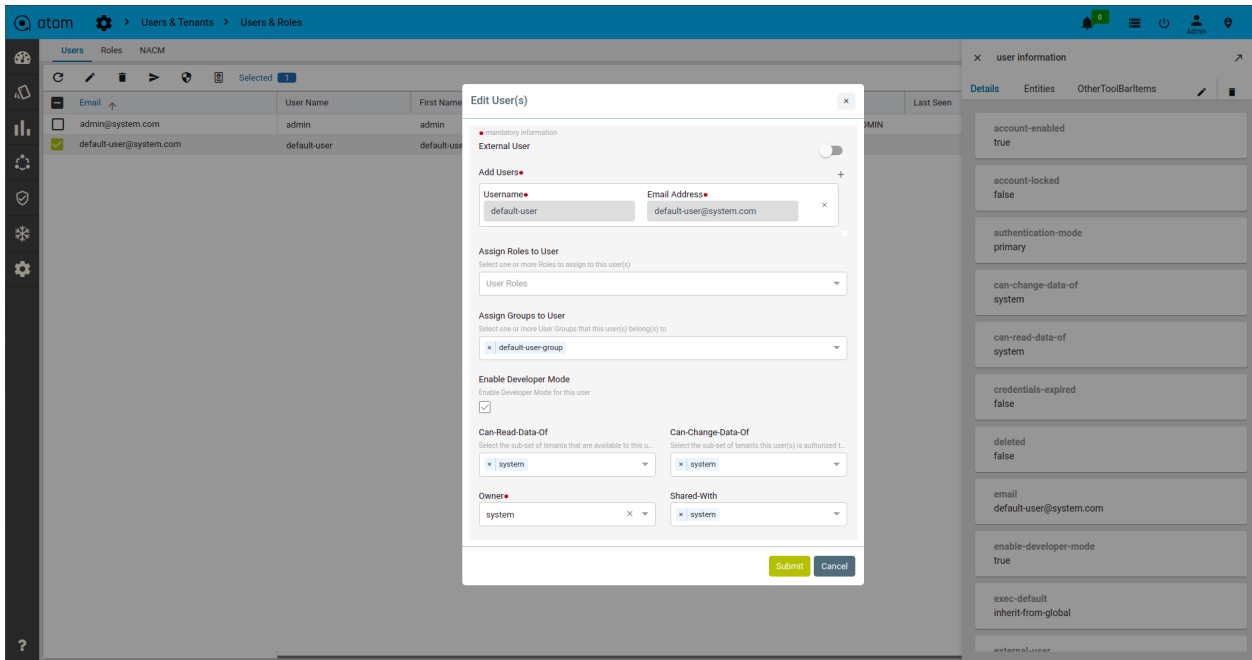 atom
Users & Tenants
Users & Roles
0
Admin
Users
Roles
NACM
Selected
1
Email
User Name
First Name
Last Seen
admin@system.com
admin
admin
DMIN
default-user@system.com
default-user
default-use
Edit User(s)
×
mandatory information
External User
Add Users
+
Username
Email Address
default-user
default-user@system.com
×
Assign Roles to User
Select one or more Roles to assign to this user(s)
User Roles
Assign Groups to User
Select one or more User Groups that this user(s) belong(s) to
× default-user-group
Enable Developer Mode
Enable Developer Mode for this user
Can-Read-Data-Of
Can-Change-Data-Of
Select the sub-set of tenants that are available to this u...
Select the sub-set of tenants this user(s) is authorized t...
× system
× system
Owner
Shared-With
system
×
× system
Submit
Cancel
× user information
Details
Entities
OtherToolBarItems
account-enabled
true
account-locked
false
authentication-mode
primary
can-change-data-of
system
can-read-data-of
system
credentials-expired
false
deleted
false
email
default-user@system.com
enable-developer-mode
true
exec-default
inherit-from-global
external-user
?